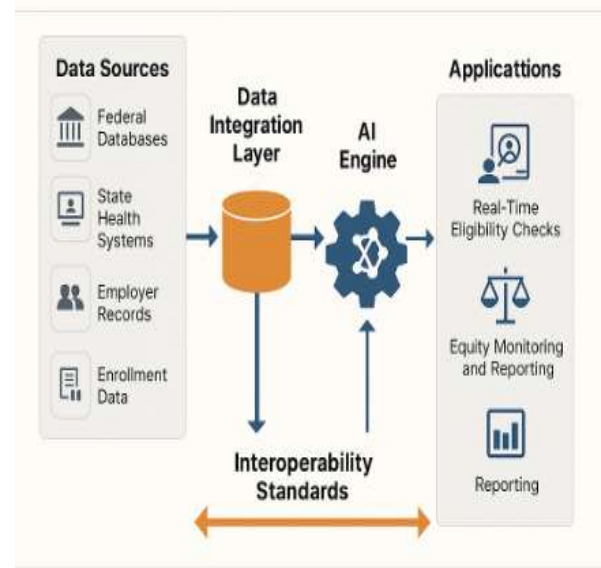 Data Sources
Federal
Databases
State
Health
Systems
Employer
Records
Enrollment
Data
Data
Integration
Layer
AI
Engine
Interoperability
Standards
Applicattions
Real-Time
Eligibility Checks
Equity Monitoring
and Reporting
Reporting